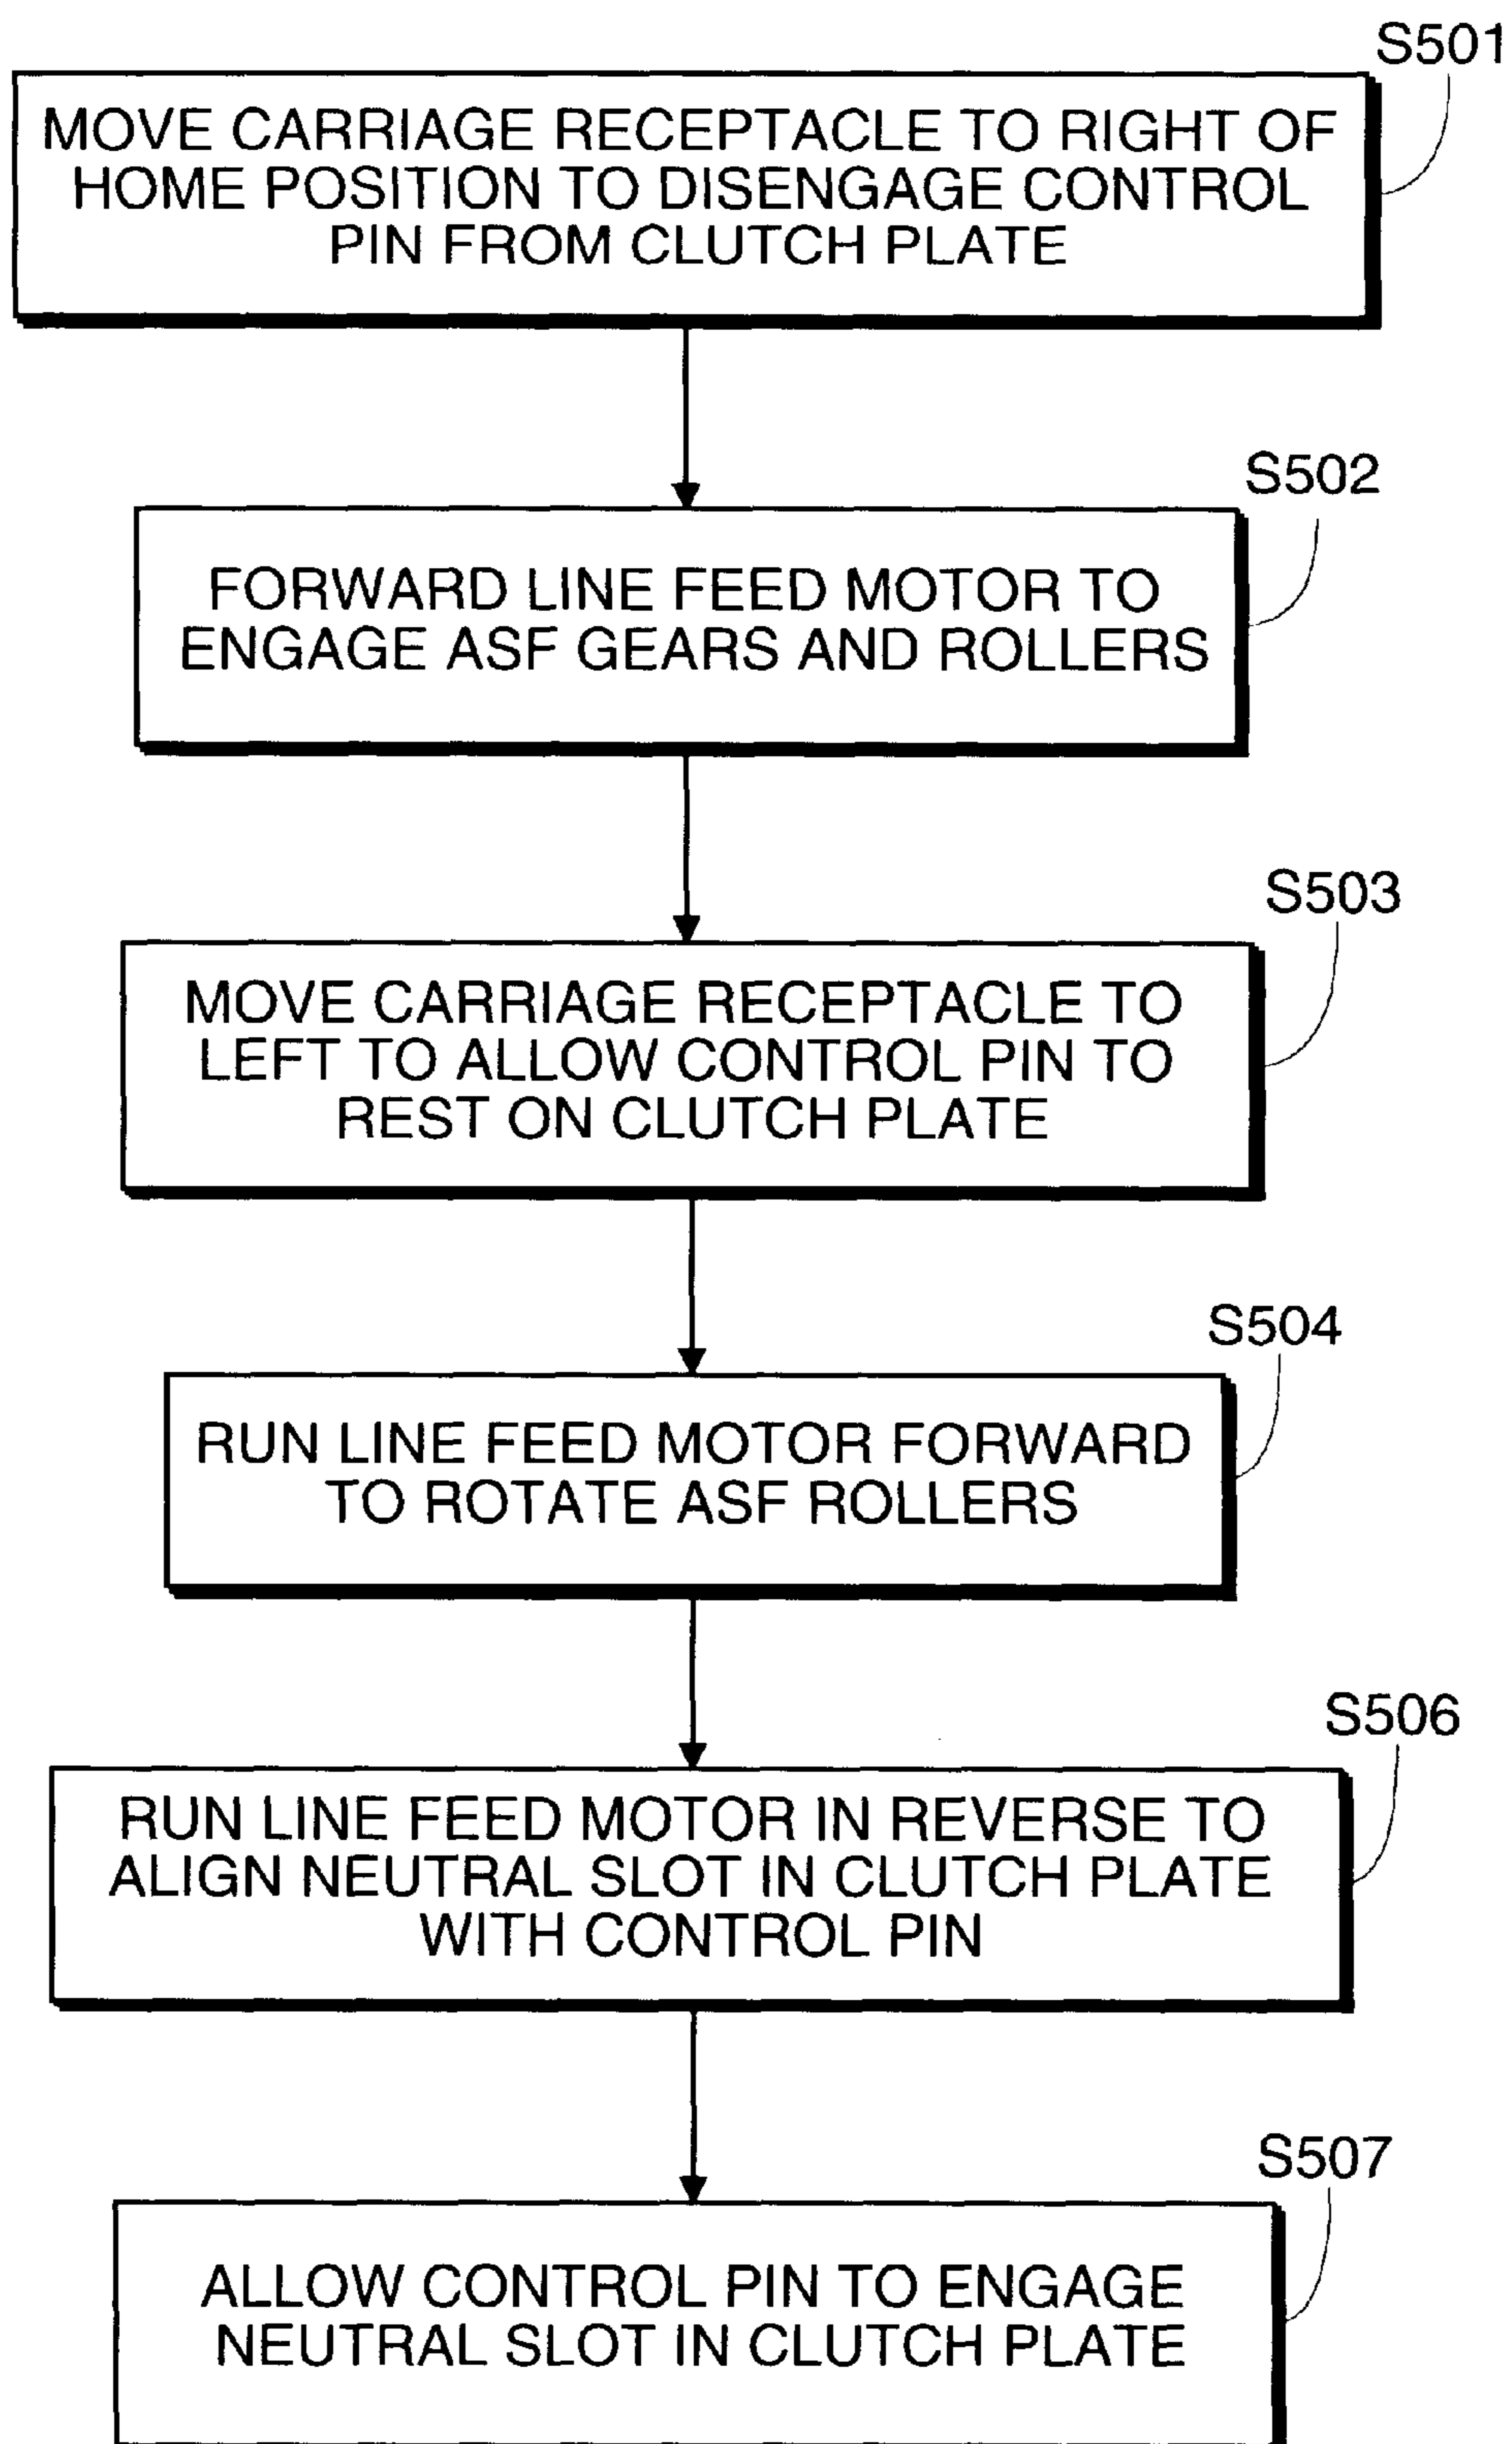 S501
MOVE CARRIAGE RECEPTACLE TO RIGHT OF
HOME POSITION TO DISENGAGE CONTROL
PIN FROM CLUTCH PLATE
S502
FORWARD LINE FEED MOTOR TO
ENGAGE ASF GEARS AND ROLLERS
S503
MOVE CARRIAGE RECEPTACLE TO
LEFT TO ALLOW CONTROL PIN TO
REST ON CLUTCH PLATE
S504
RUN LINE FEED MOTOR FORWARD
TO ROTATE ASF ROLLERS
S506
RUN LINE FEED MOTOR IN REVERSE TO
ALIGN NEUTRAL SLOT IN CLUTCH PLATE
WITH CONTROL PIN
S507
ALLOW CONTROL PIN TO ENGAGE
NEUTRAL SLOT IN CLUTCH PLATE